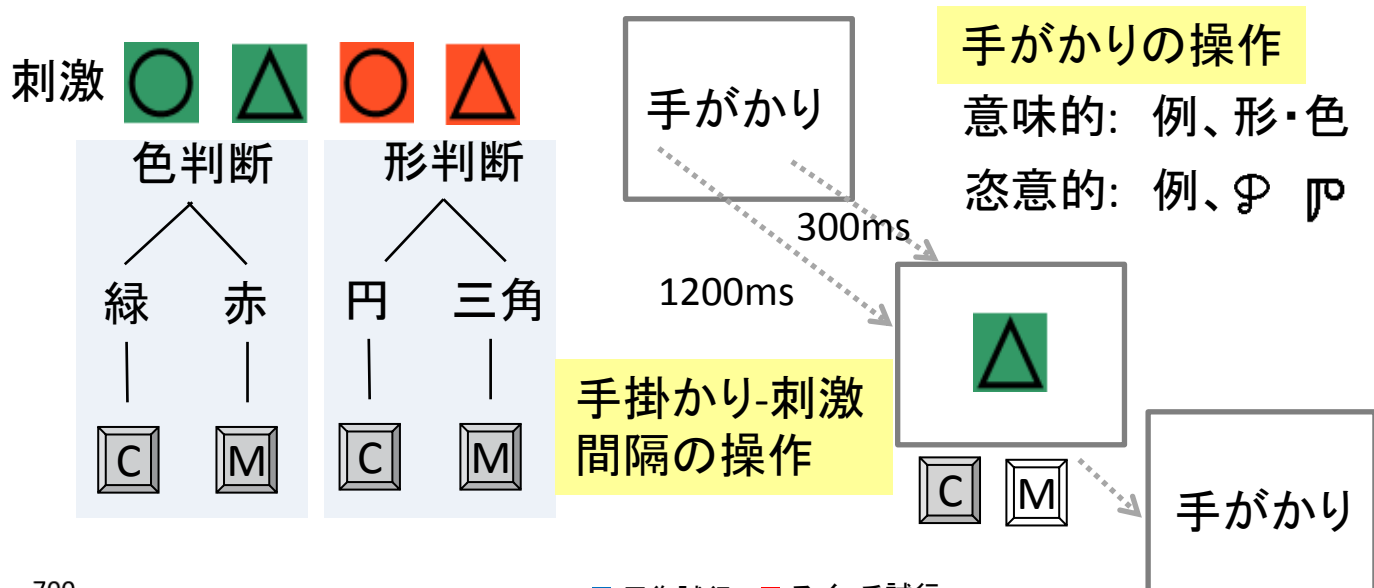 刺激
色判断 形判断
緑 赤 円 三角
C M C M
手がかり
300ms
1200ms
手掛かり-刺激
間隔の操作
手がかりの操作
意味的: 例、形・色
恣意的: 例、
C M
手がかり